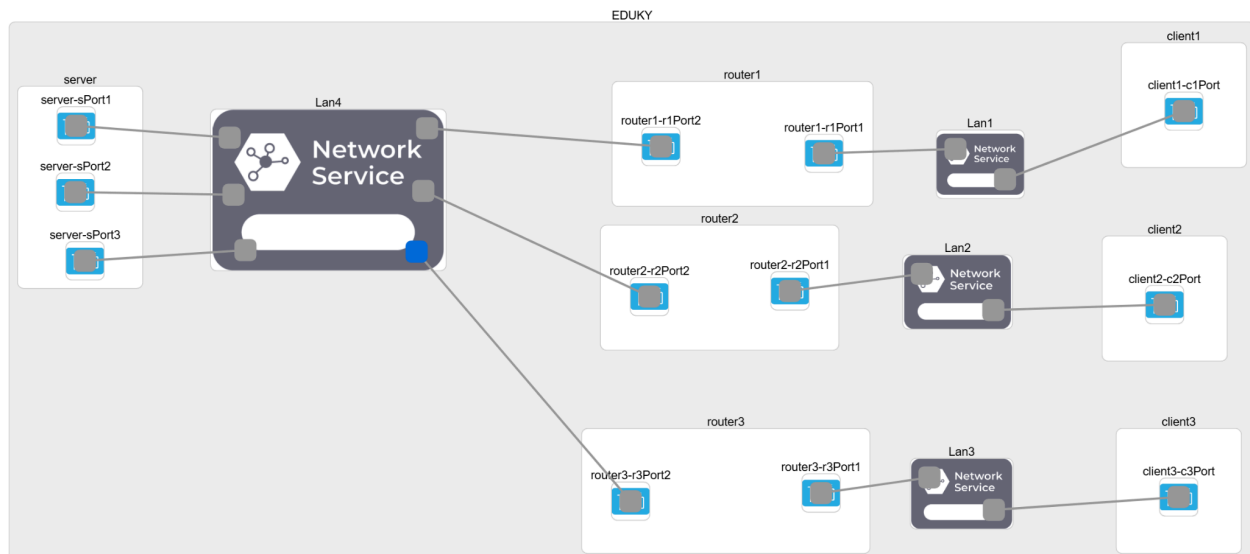 EDUKY
client1
server
router1
server-sPort1
client1-c1Port
Lan4
router1-r1Port2
router1-r1Port1
Lan1
Network
Service
Network
Service
server-sPort2
server-sPort3
router2
client2
router2-r2Port2
router2-r2Port1
Lan2
Network
Service
client2-c2Port
router3
client3
router3-r3Port2
router3-r3Port1
Lan3
Network
Service
client3-c3Port